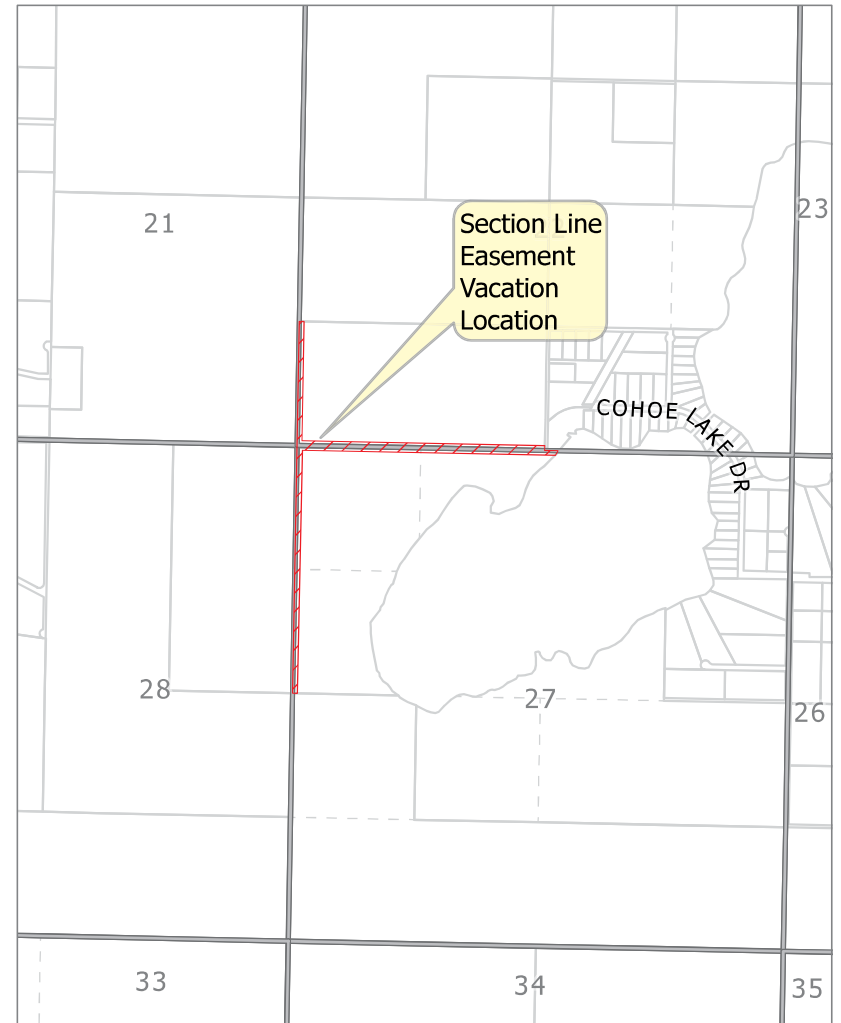 21
23
Section Line
Easement
Vacation
Location
COHOE LAKE DR
28
27
26
33
34
35